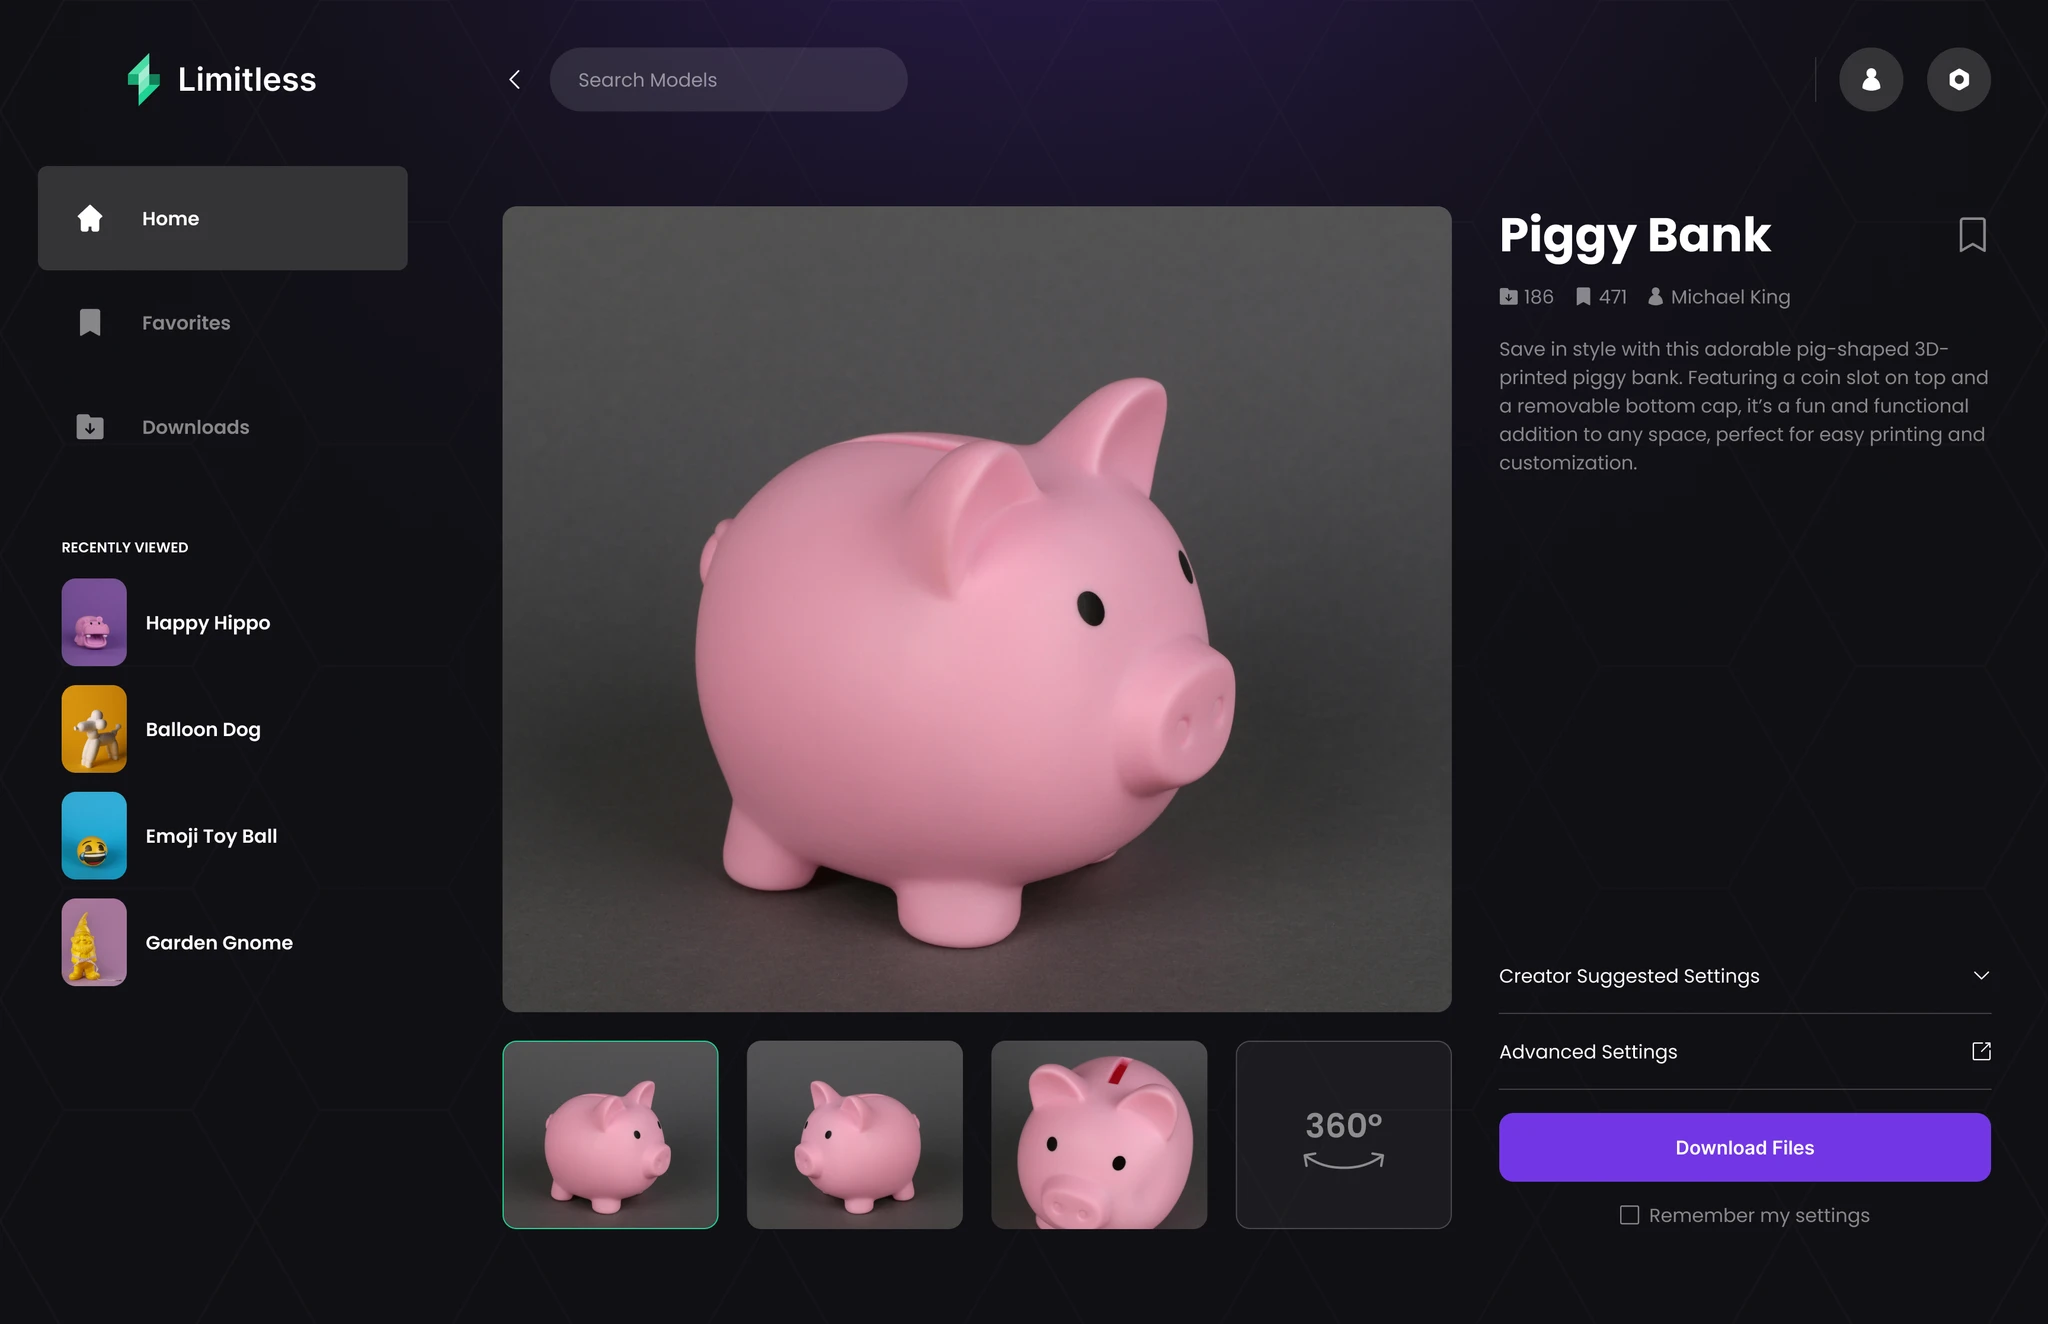 Limitless
Search Models
Home
Favorites
Downloads
RECENTLY VIEWED
Happy Hippo
Balloon Dog
Emoji Toy Ball
Garden Gnome
360°
Piggy Bank
186 471 Michael King
Save in style with this adorable pig-shaped 3D-
printed piggy bank. Featuring a coin slot on top and
a removable bottom cap, it’s a fun and functional
addition to any space, perfect for easy printing and
customization.
Creator Suggested Settings
Advanced Settings
Download Files
Remember my settings